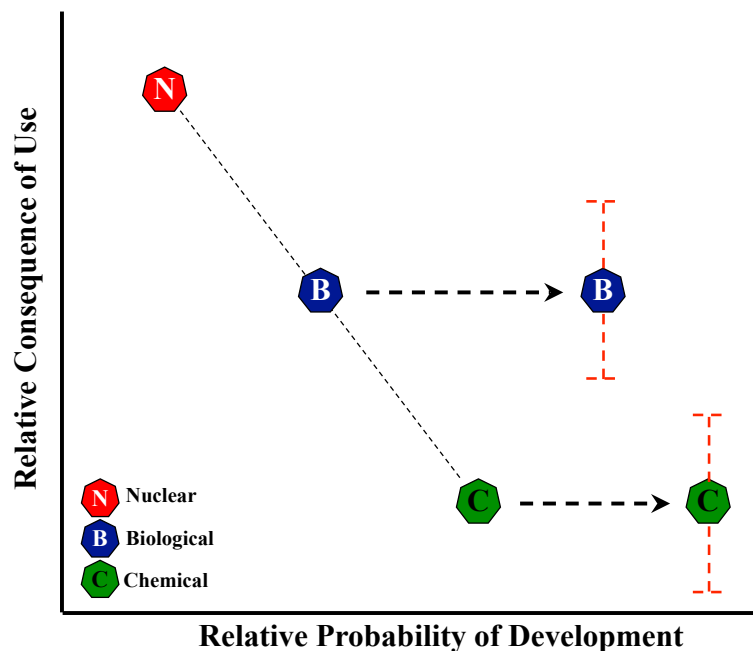 Relative Consequence of Use
N
B
B
C
C
N Nuclear
B Biological
C Chemical
Relative Probability of Development